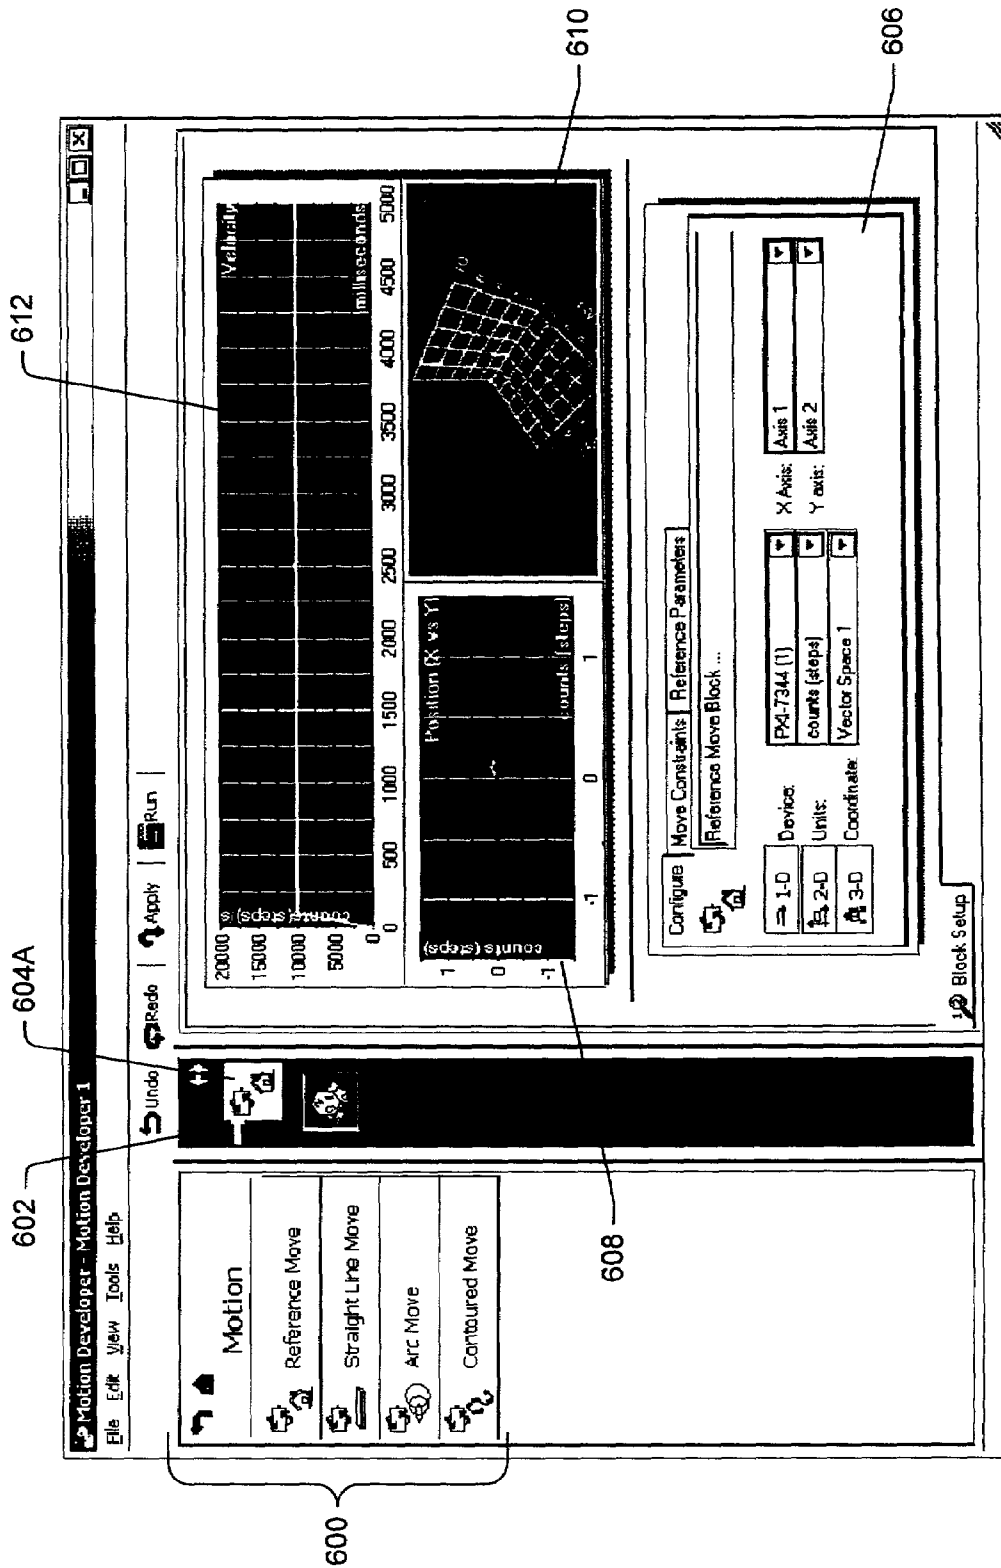 602
604A
612
Motion Developer - Motion Developer 1
File Edit View Tools Help
Undo Redo Apply Run
Motion
Reference Move
Straight Line Move
Arc Move
Contoured Move
600
20000
15000
10000
5000
0
counts (steps)
Velocity
milliseconds
0 500 1000 1500 2000 2500 3000 3500 4000 4500 5000
1
0
-1
counts (steps)
Position (X vs Y)
counts (steps)
-1 0 1
610
608
Configure Move Constraints Reference Parameters
Reference Move Block ...
1-D
2-D
3-D
Device: PXI-7344 (1)
Units: counts (steps)
Coordinate: Vector Space 1
X Axis: Axis 1
Y axis: Axis 2
606
Block Setup